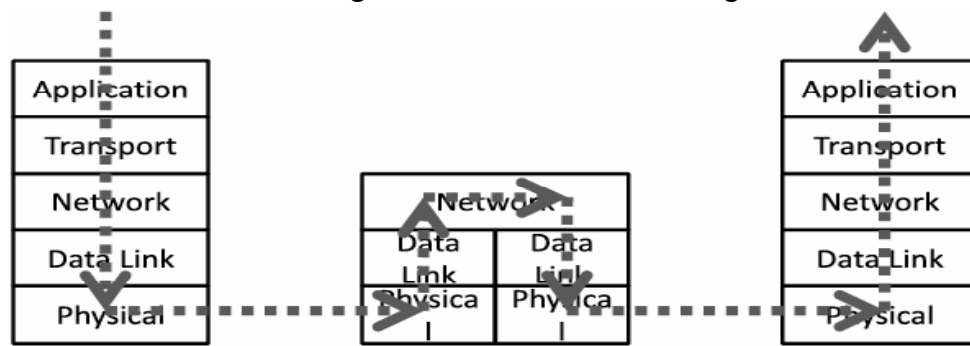 Application
Transport
Network
Data Link
Physical
Network
Data
Link
Physica
l
Data
Link
Physica
l
Application
Transport
Network
Data Link
Physical